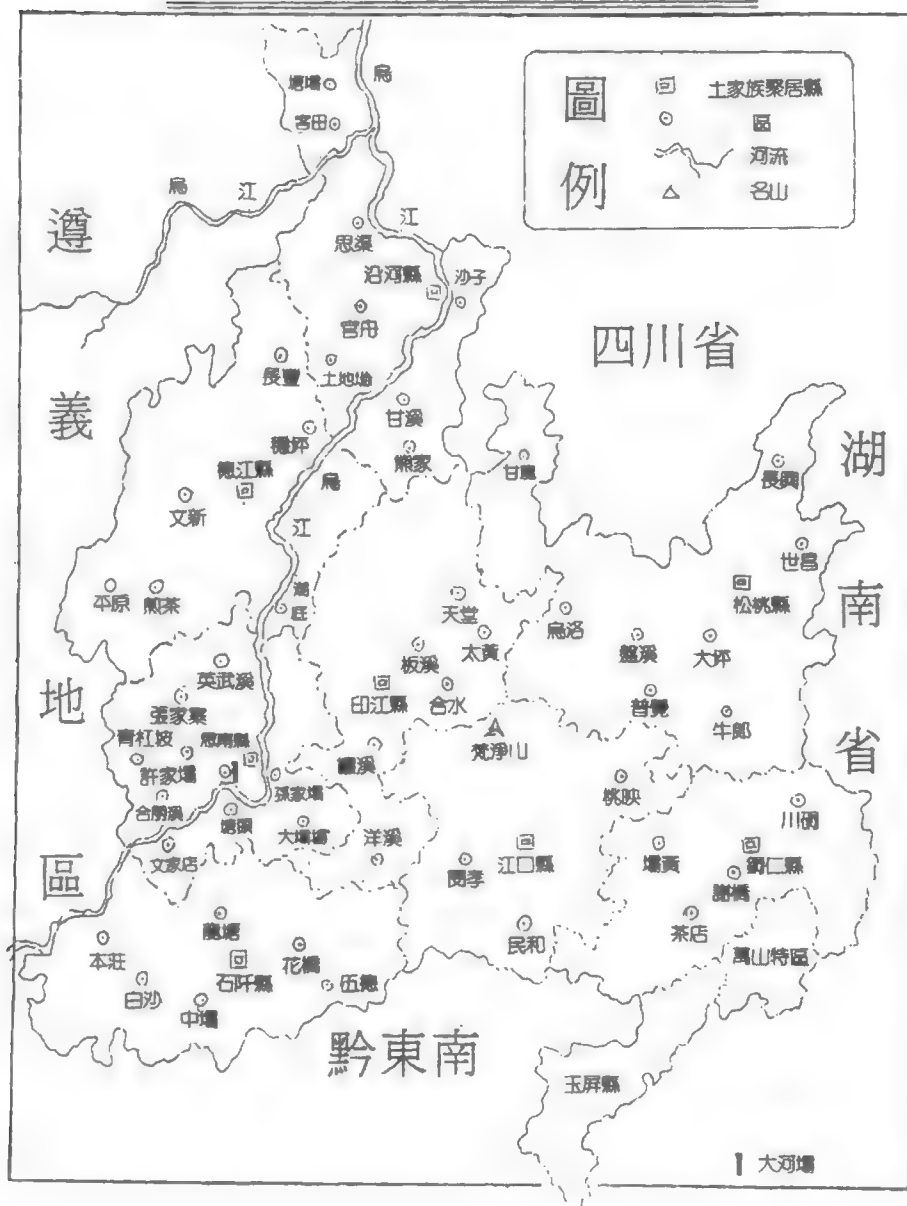 圖例
土家族聚居縣
區
河流
名山
塘壩
客田
烏
烏
江
江
思渠
沿河縣
沙子
官舟
四川省
遵義地區
長豐
土地坳
甘溪
湖南省
穩坪
熊家
甘龍
長興
德江縣
烏
文新
江
世昌
潮
底
松桃縣
平原
煎茶
天堂
烏洛
太黃
盤溪
大坪
板溪
英武溪
印江縣
合水
普覺
張家寨
牛郎
梵淨山
青杠坡
思南縣
許家壩
孫家壩
桃映
合朋溪
塘頭
大壩場
洋溪
川硐
文家店
閔孝
江口縣
壩黃
銅仁縣
謝橋
龍塘
茶店
民和
本莊
花橋
萬山特區
石阡縣
伍德
白沙
中壩
黔東南
玉屏縣
大河壩